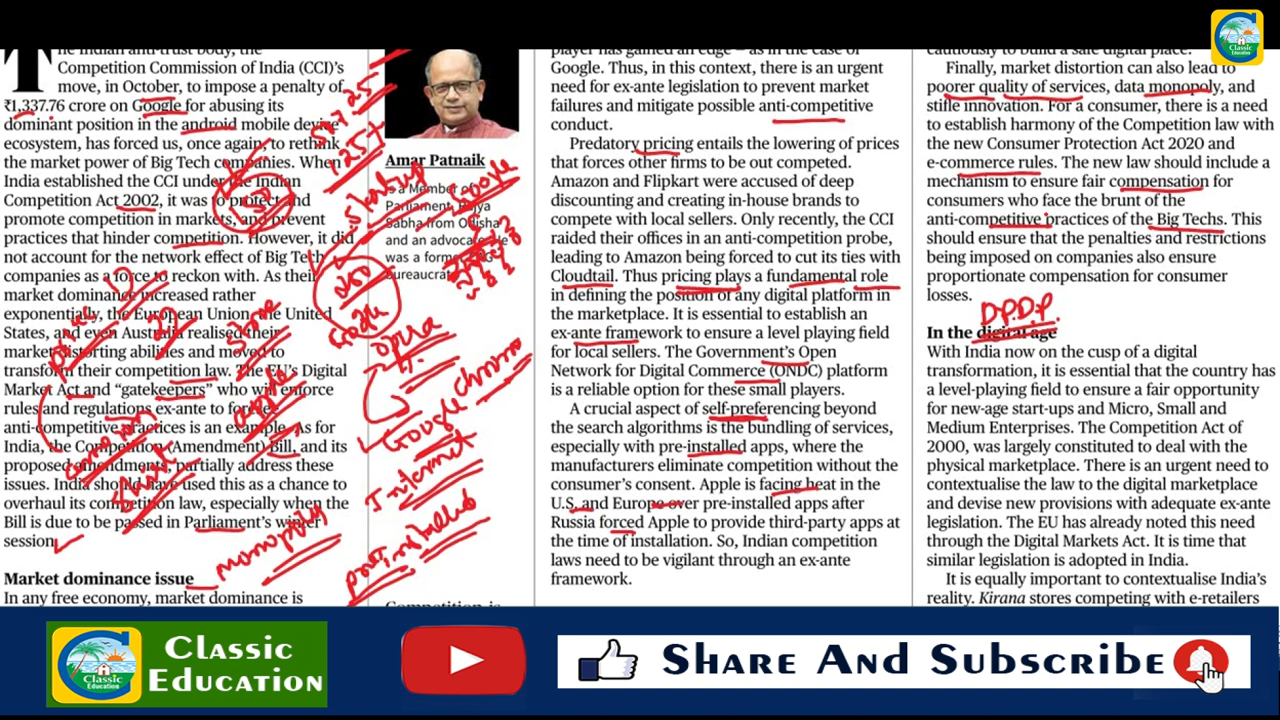 The Indian anti-trust body, the
Competition Commission of India (CCI)'s
move, in October, to impose a penalty of
₹1,337.76 crore on Google for abusing its
dominant position in the android mobile device
ecosystem, has forced us, once again, to rethink
the market power of Big Tech companies. When
India established the CCI under the Indian
Competition Act 2002, it was to protect and
promote competition in markets, and prevent
practices that hinder competition. However, it did
not account for the network effect of Big Tech
companies as a force to reckon with. As their
market dominance increased rather
exponentially, the European Union, the United
States, and even Australia realised their
market distorting abilities and moved to
transform their competition law. The EU's Digital
Market Act and “gatekeepers” who will enforce
rules and regulations ex-ante to foresee
anti-competitive practices is an example. As for
India, the Competition (Amendment) Bill, and its
proposed amendments, partially address these
issues. India should have used this as a chance to
overhaul its competition law, especially when the
Bill is due to be passed in Parliament's winter
session.
Market dominance issue
In any free economy, market dominance is
Amar Patnaik
is a Member of
Parliament, Rajya
Sabha from Odisha
and an advocate. He
was a former CAG
bureaucrat
Competition is
250
startup
Google
250
Google
opera
Google chrome
Internet
pre installed
monopoly
amazon
apple
player has gained an edge — as in the case of
Google. Thus, in this context, there is an urgent
need for ex-ante legislation to prevent market
failures and mitigate possible anti-competitive
conduct.
Predatory pricing entails the lowering of prices
that forces other firms to be out competed.
Amazon and Flipkart were accused of deep
discounting and creating in-house brands to
compete with local sellers. Only recently, the CCI
raided their offices in an anti-competition probe,
leading to Amazon being forced to cut its ties with
Cloudtail. Thus pricing plays a fundamental role
in defining the position of any digital platform in
the marketplace. It is essential to establish an
ex-ante framework to ensure a level playing field
for local sellers. The Government's Open
Network for Digital Commerce (ONDC) platform
is a reliable option for these small players.
A crucial aspect of self-preferencing beyond
the search algorithms is the bundling of services,
especially with pre-installed apps, where the
manufacturers eliminate competition without the
consumer's consent. Apple is facing heat in the
U.S. and Europe over pre-installed apps after
Russia forced Apple to provide third-party apps at
the time of installation. So, Indian competition
laws need to be vigilant through an ex-ante
framework.
cautiously to build a safe digital place.
Finally, market distortion can also lead to
poorer quality of services, data monopoly, and
stifle innovation. For a consumer, there is a need
to establish harmony of the Competition law with
the new Consumer Protection Act 2020 and
e-commerce rules. The new law should include a
mechanism to ensure fair compensation for
consumers who face the brunt of the
anti-competitive practices of the Big Techs. This
should ensure that the penalties and restrictions
being imposed on companies also ensure
proportionate compensation for consumer
losses.
D.P.D.P
In the digital age
With India now on the cusp of a digital
transformation, it is essential that the country has
a level-playing field to ensure a fair opportunity
for new-age start-ups and Micro, Small and
Medium Enterprises. The Competition Act of
2000, was largely constituted to deal with the
physical marketplace. There is an urgent need to
contextualise the law to the digital marketplace
and devise new provisions with adequate ex-ante
legislation. The EU has already noted this need
through the Digital Markets Act. It is time that
similar legislation is adopted in India.
It is equally important to contextualise India's
reality. Kirana stores competing with e-retailers
Classic
Education
Classic
Education
Classic
Education
Share And Subscribe